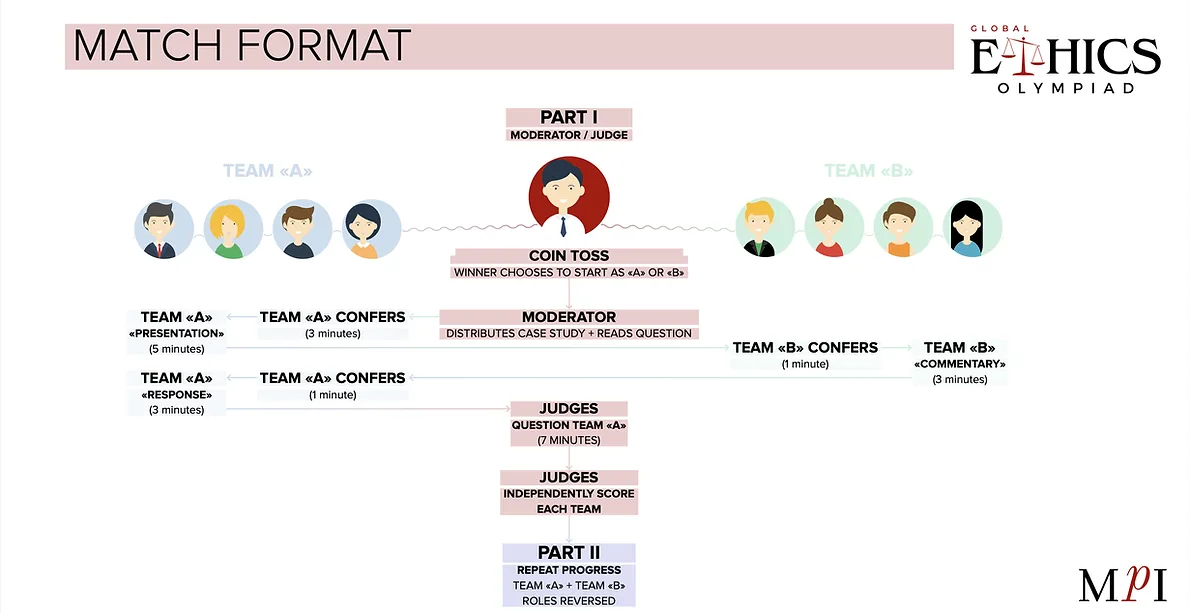 MATCH FORMAT
GLOBAL
ETHICS
OLYMPIAD
PART I
MODERATOR / JUDGE
TEAM «A»
TEAM «B»
COIN TOSS
WINNER CHOOSES TO START AS «A» OR «B»
MODERATOR
DISTRIBUTES CASE STUDY + READS QUESTION
TEAM «A» CONFERS
(3 minutes)
TEAM «A»
«PRESENTATION»
(5 minutes)
TEAM «B» CONFERS
(1 minute)
TEAM «B»
«COMMENTARY»
(3 minutes)
TEAM «A» CONFERS
(1 minute)
TEAM «A»
«RESPONSE»
(3 minutes)
JUDGES
QUESTION TEAM «A»
(7 MINUTES)
JUDGES
INDEPENDENTLY SCORE
EACH TEAM
PART II
REPEAT PROGRESS
TEAM «A» + TEAM «B»
ROLES REVERSED
MPI